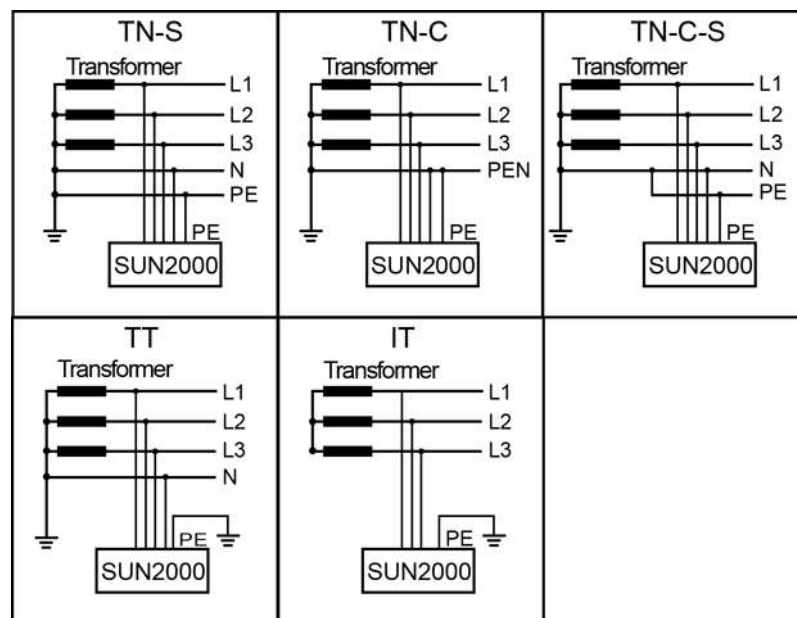 TN-S
Transformer
L1
L2
L3
N
PE
PE
SUN2000
TN-C
Transformer
L1
L2
L3
PEN
PE
SUN2000
TN-C-S
Transformer
L1
L2
L3
N
PE
PE
SUN2000
TT
Transformer
L1
L2
L3
N
PE
SUN2000
IT
Transformer
L1
L2
L3
PE
SUN2000